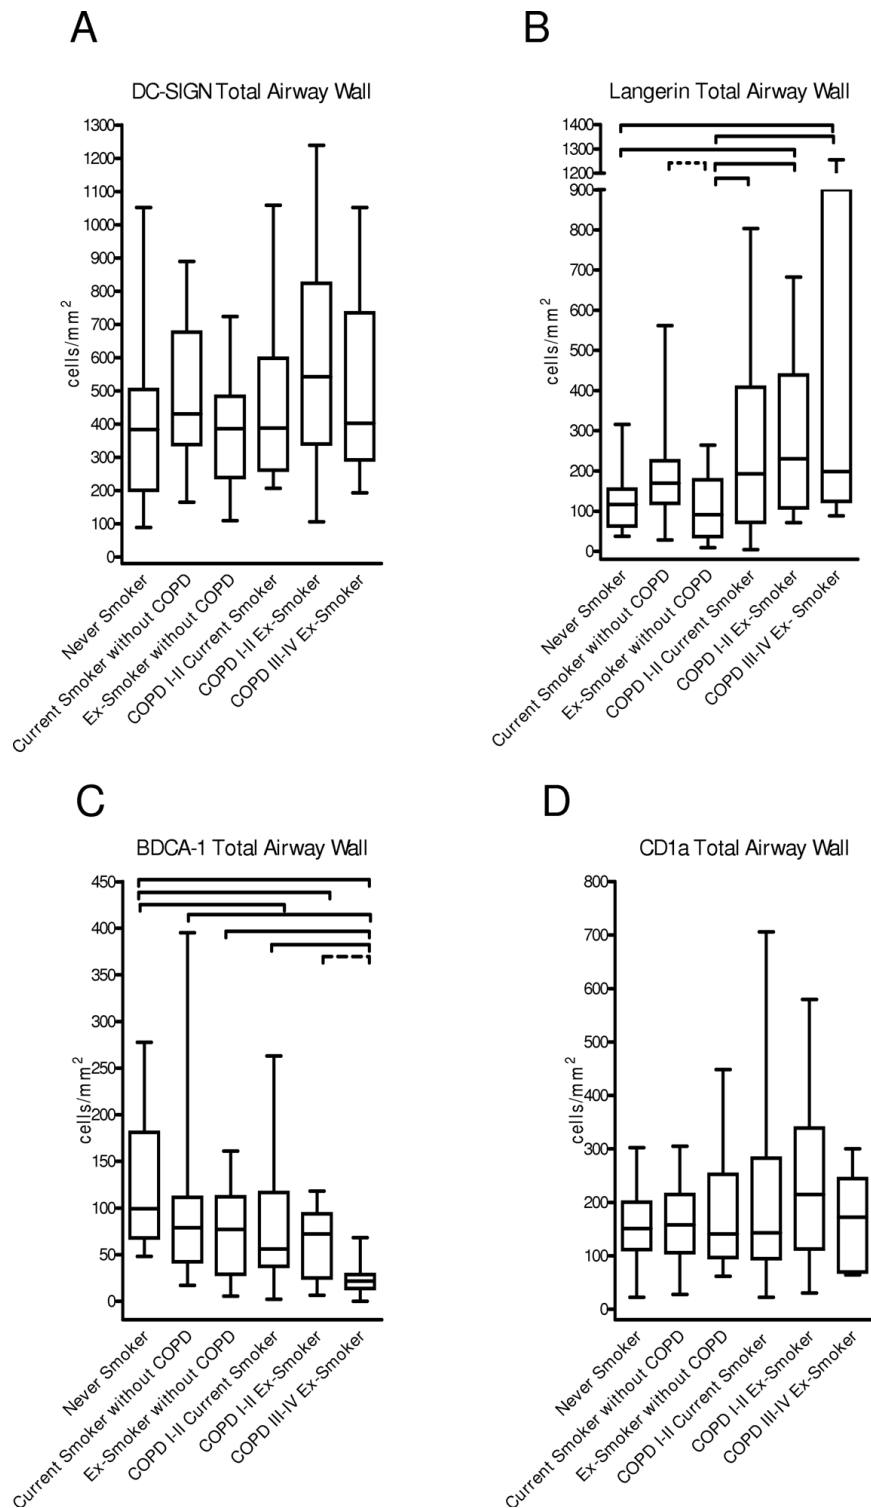 A
DC-SIGN Total Airway Wall
1300
1200
1100
1000
900
800
700
600
500
400
300
200
100
0
cells/mm²
Never Smoker
Current Smoker without COPD
Ex-Smoker without COPD
COPD I-II Current Smoker
COPD I-II Ex-Smoker
COPD III-IV Ex-Smoker
B
Langerin Total Airway Wall
1400
1300
1200
900
800
700
600
500
400
300
200
100
0
cells/mm²
Never Smoker
Current Smoker without COPD
Ex-Smoker without COPD
COPD I-II Current Smoker
COPD I-II Ex-Smoker
COPD III-IV Ex- Smoker
C
BDCA-1 Total Airway Wall
450
400
350
300
250
200
150
100
50
0
cells/mm²
Never Smoker
Current Smoker without COPD
Ex-Smoker without COPD
COPD I-II Current Smoker
COPD I-II Ex-Smoker
COPD III-IV Ex-Smoker
D
CD1a Total Airway Wall
800
700
600
500
400
300
200
100
0
cells/mm²
Never Smoker
Current Smoker without COPD
Ex-Smoker without COPD
COPD I-II Current Smoker
COPD I-II Ex-Smoker
COPD III-IV Ex-Smoker